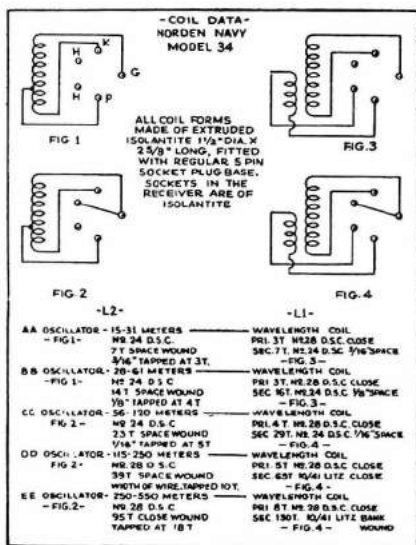 -COIL DATA-
NORDEN NAVY
MODEL 34
H
K
G
H
P
FIG 1
ALL COIL FORMS
MADE OF EXTRUDED
ISOLANTITE 1½" DIA. X
2 5/8" LONG, FITTED
WITH REGULAR 5 PIN
SOCKET PLUG BASE.
SOCKETS IN THE
RECEIVER ARE OF
ISOLANTITE
FIG.3
FIG.2
FIG.4
-L2- -L1-
AA OSCILLATOR - 15-31 METERS WAVELENGTH COIL
-FIG 1- No. 24 D.S.C. PRI. 3T No.28 D.S.C. CLOSE
7 T SPACE WOUND SEC. 7T. No.24 D.SC 3/16" SPACE
3/16" TAPPED AT 3T. -FIG.3-
BB OSCILLATOR - 28-61 METERS WAVELENGTH COIL
-FIG 1- No 24 D.S.C PRI 3T. No.28 D.S.C CLOSE
14 T SPACE WOUND SEC 16T. No.24 D.S.C 1/8" SPACE
1/8" TAPPED AT 4 T -FIG.3-
CC OSCILLATOR - 56-120 METERS WAVELENGTH COIL
FIG 2- No 24 D.S.C PRI. 4 T. No 28 D.S.C. CLOSE
23 T SPACE WOUND SEC 29T. No 24 D.S.C. 1/16" SPACE
1/16" TAPPED AT 5T -FIG.4-
DD OSCILLATOR - 115-250 METERS WAVELENGTH COIL
FIG 2- No.28 D.S.C PRI 5T No 28 D.S.C CLOSE
39T SPACE WOUND SEC. 65T 10/41 LITZ CLOSE
WIDTH OF WIRE, TAPPED 10T. -FIG.4-
EE OSCILLATOR - 250-550 METERS WAVELENGTH COIL
-FIG.2- No.28 D.S.C PRI 8T No. 28 D.S.C CLOSE
95 T CLOSE WOUND SEC 130T. 10/41 LITZ BANK
TAPPED AT 18 T -FIG.4- WOUND